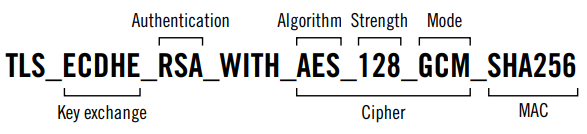 Authentication Algorithm Strength Mode
TLS_ECDHE_RSA_WITH_AES_128_GCM_SHA256
Key exchange Cipher MAC